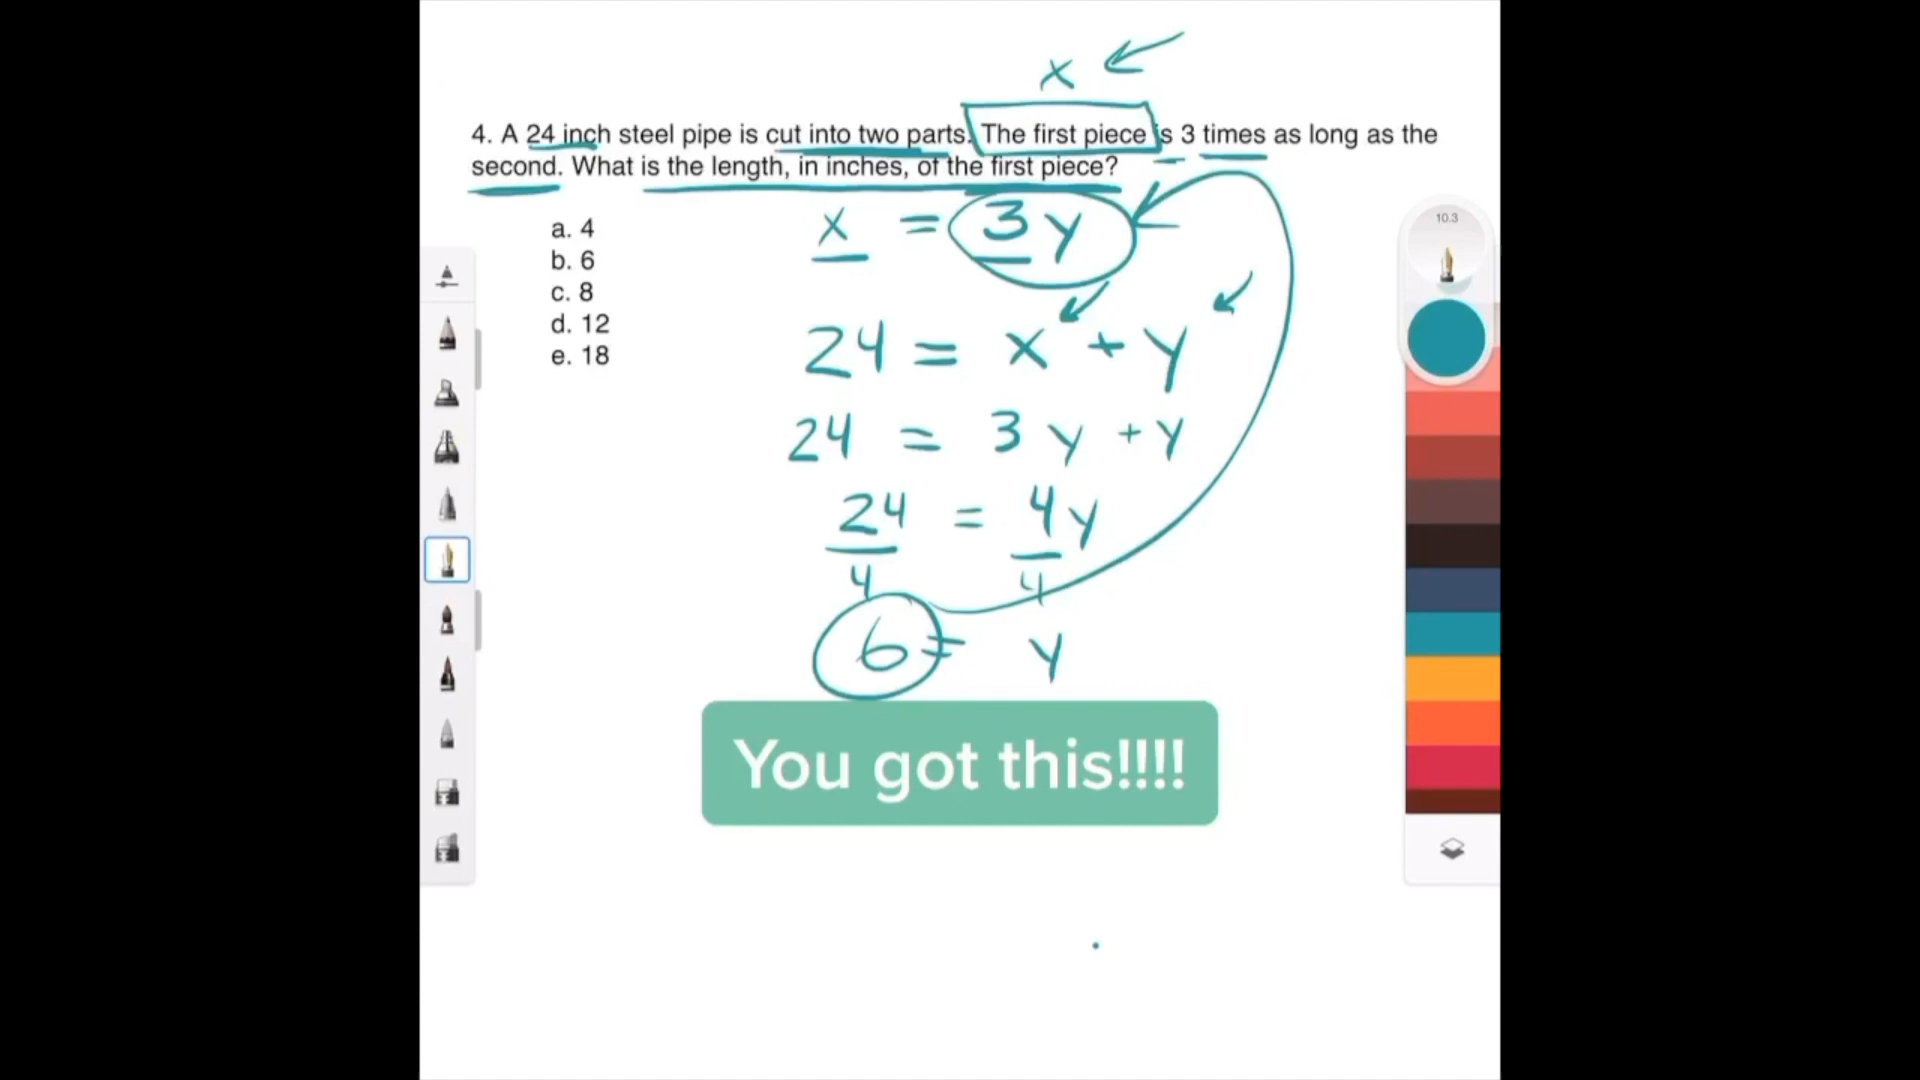 x
4. A 24 inch steel pipe is cut into two parts. The first piece is 3 times as long as the
second. What is the length, in inches, of the first piece?
a. 4
b. 6
c. 8
d. 12
e. 18
x = 3y
24 = x + y
24 = 3y + y
24 = 4y
4 4
6 = y
You got this!!!!
10.3